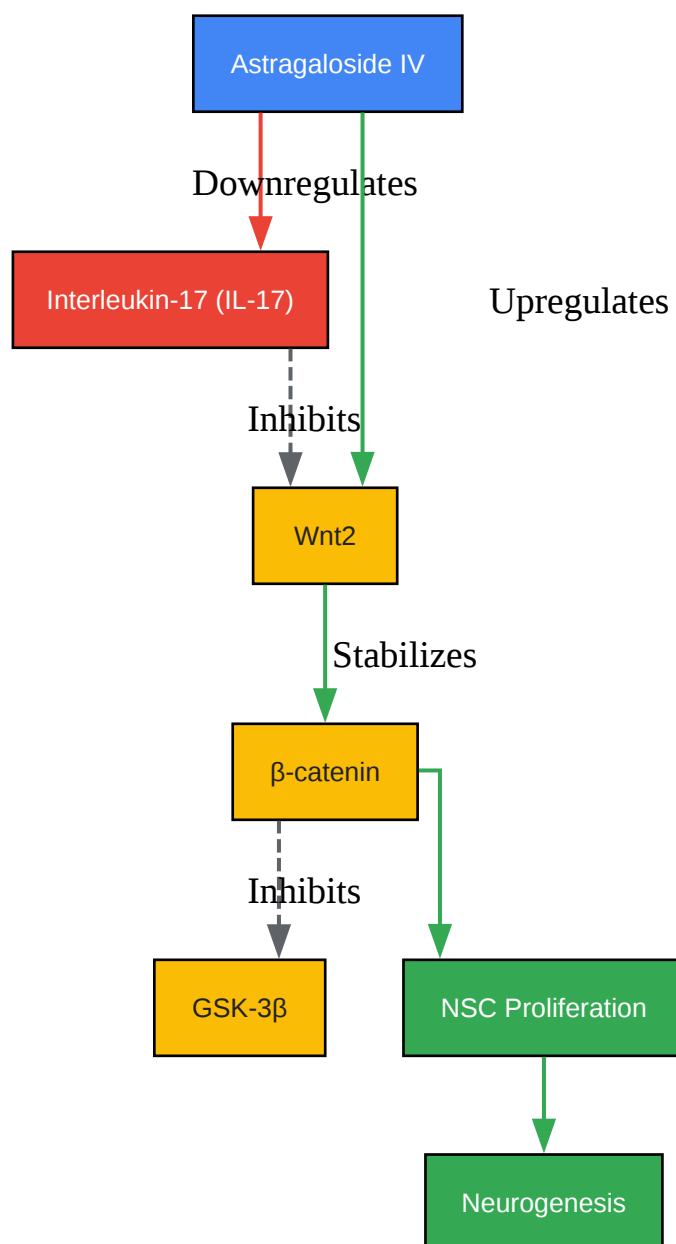 Astragaloside IV
Downregulates
Interleukin-17 (IL-17)
Upregulates
Inhibits
Wnt2
Stabilizes
β-catenin
Inhibits
GSK-3β
NSC Proliferation
Neurogenesis